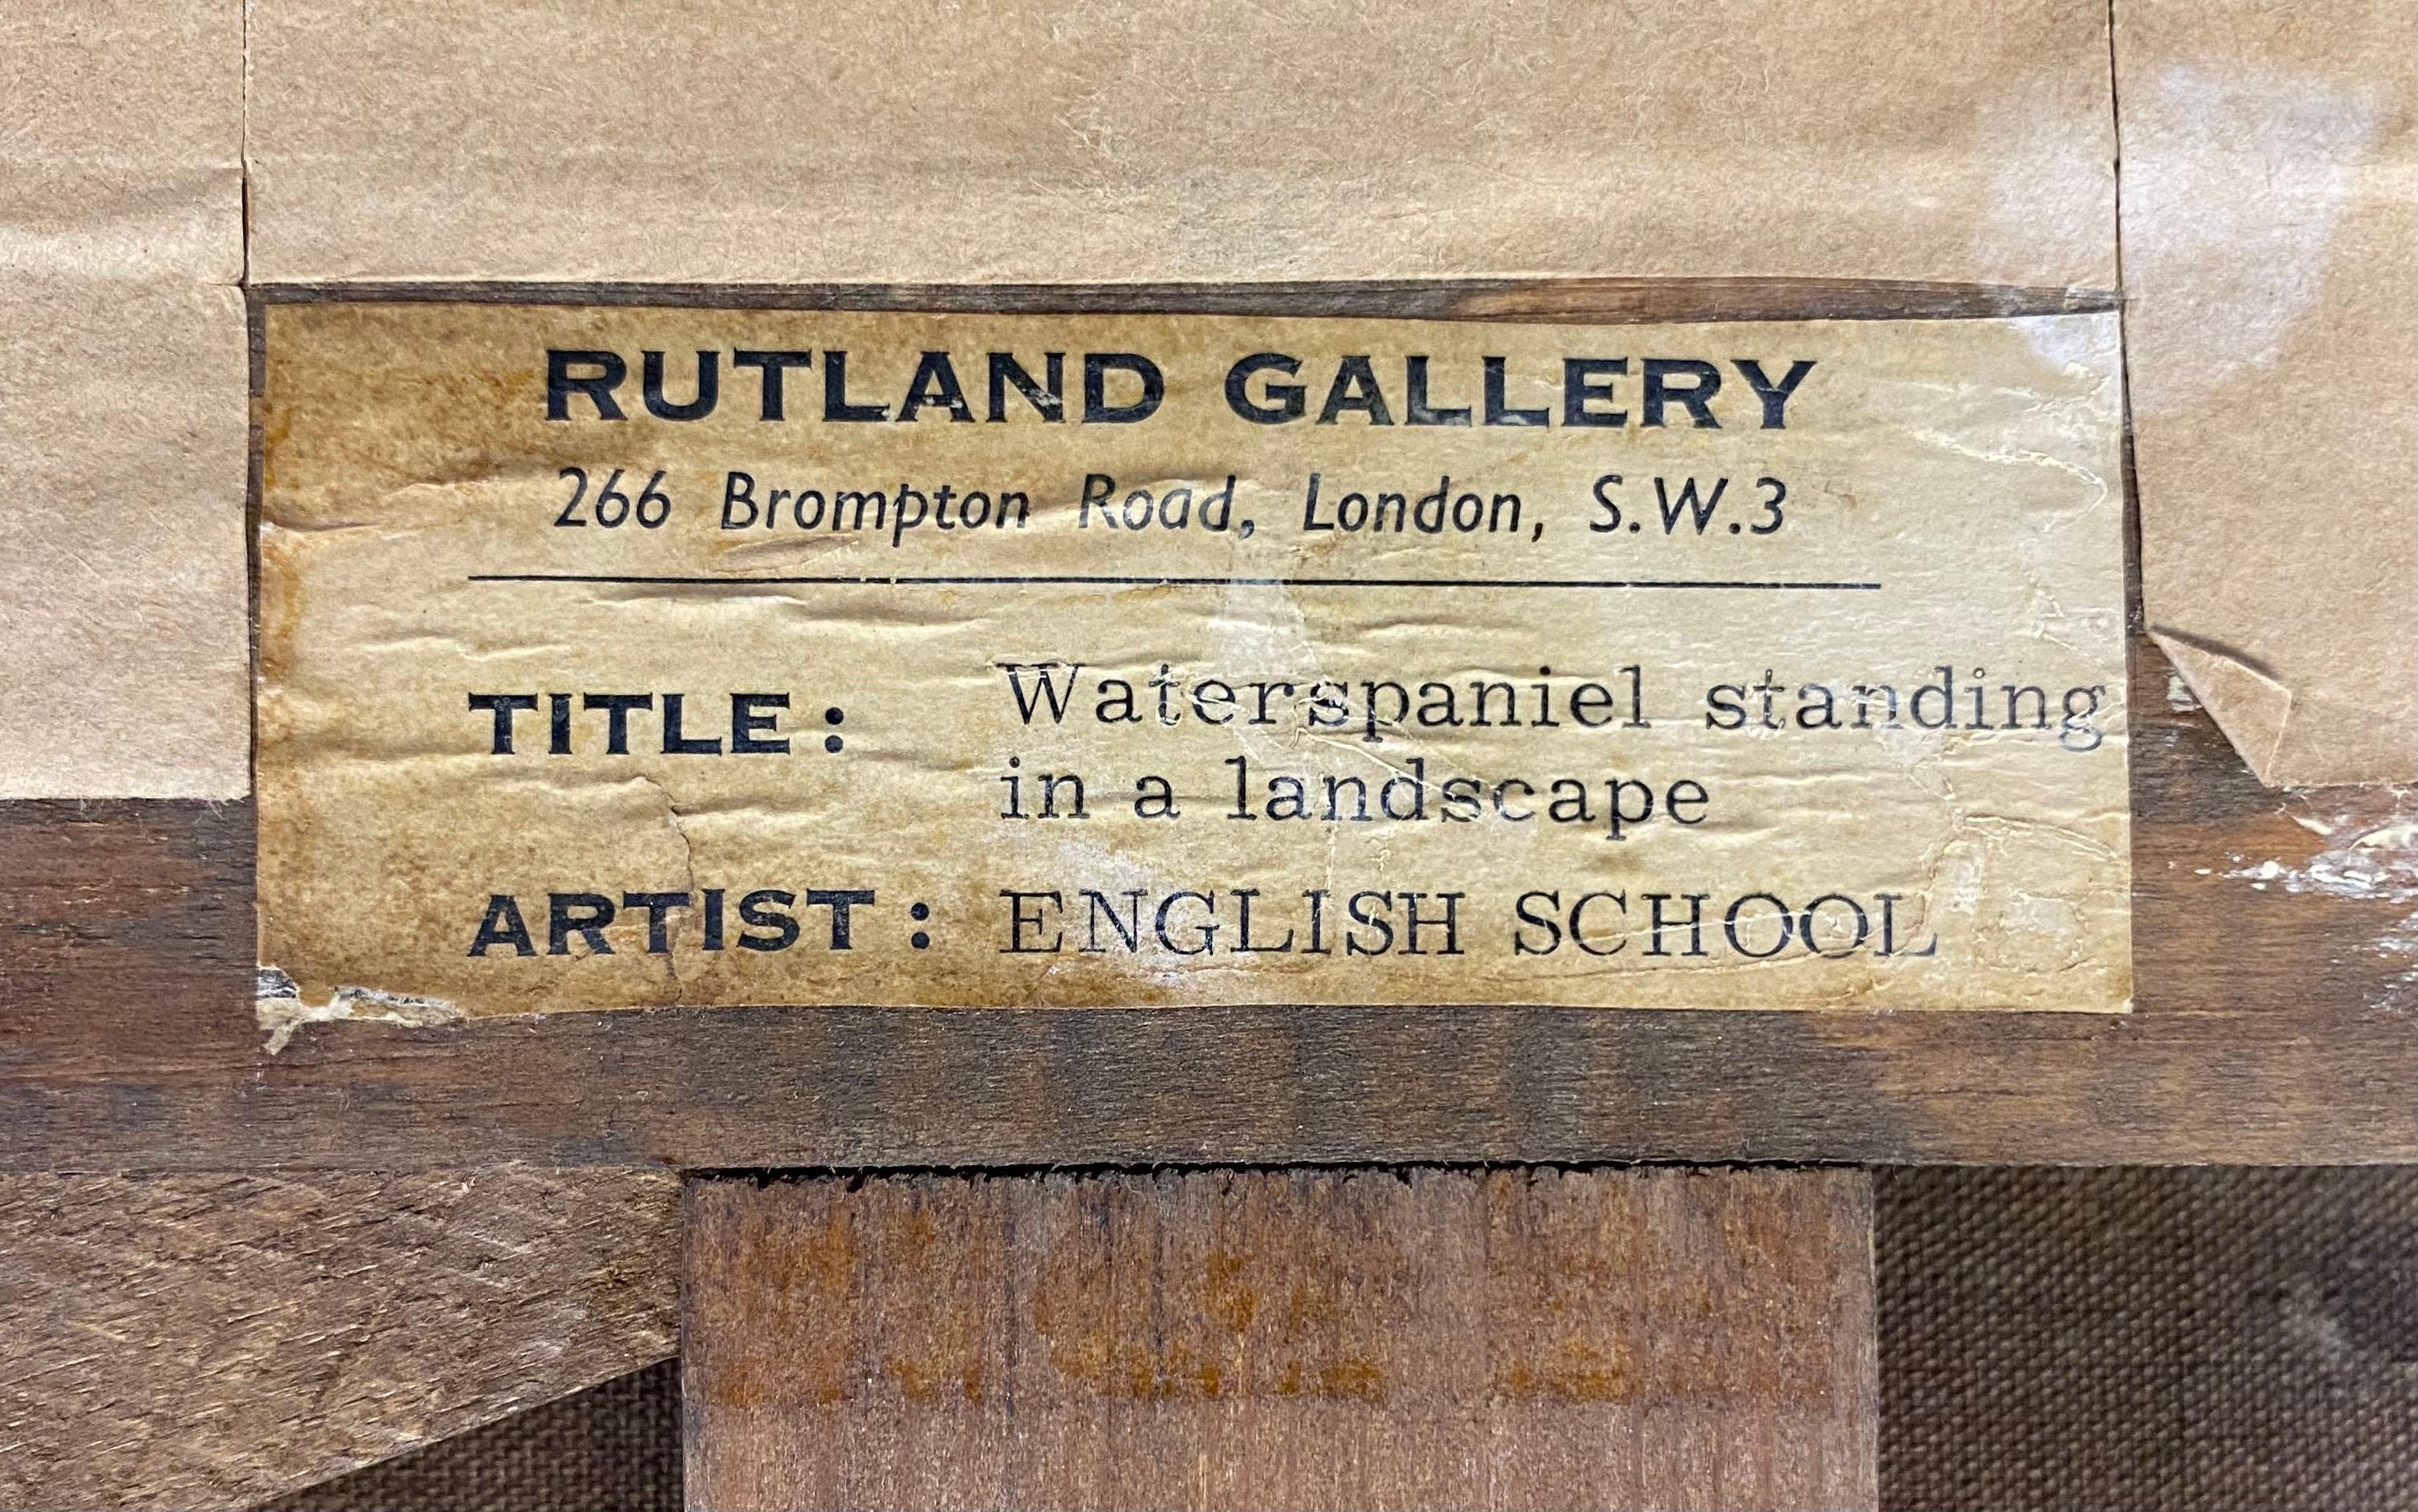 RUTLAND GALLERY
266 Brompton Road, London, S.W.3
TITLE: Waterspaniel standing
in a landscape
ARTIST: ENGLISH SCHOOL